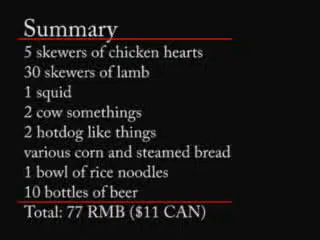 Summary
5 skewers of chicken hearts
30 skewers of lamb
1 squid
2 cow somethings
2 hotdog like things
various corn and steamed bread
1 bowl of rice noodles
10 bottles of beer
Total: 77 RMB ($11 CAN)